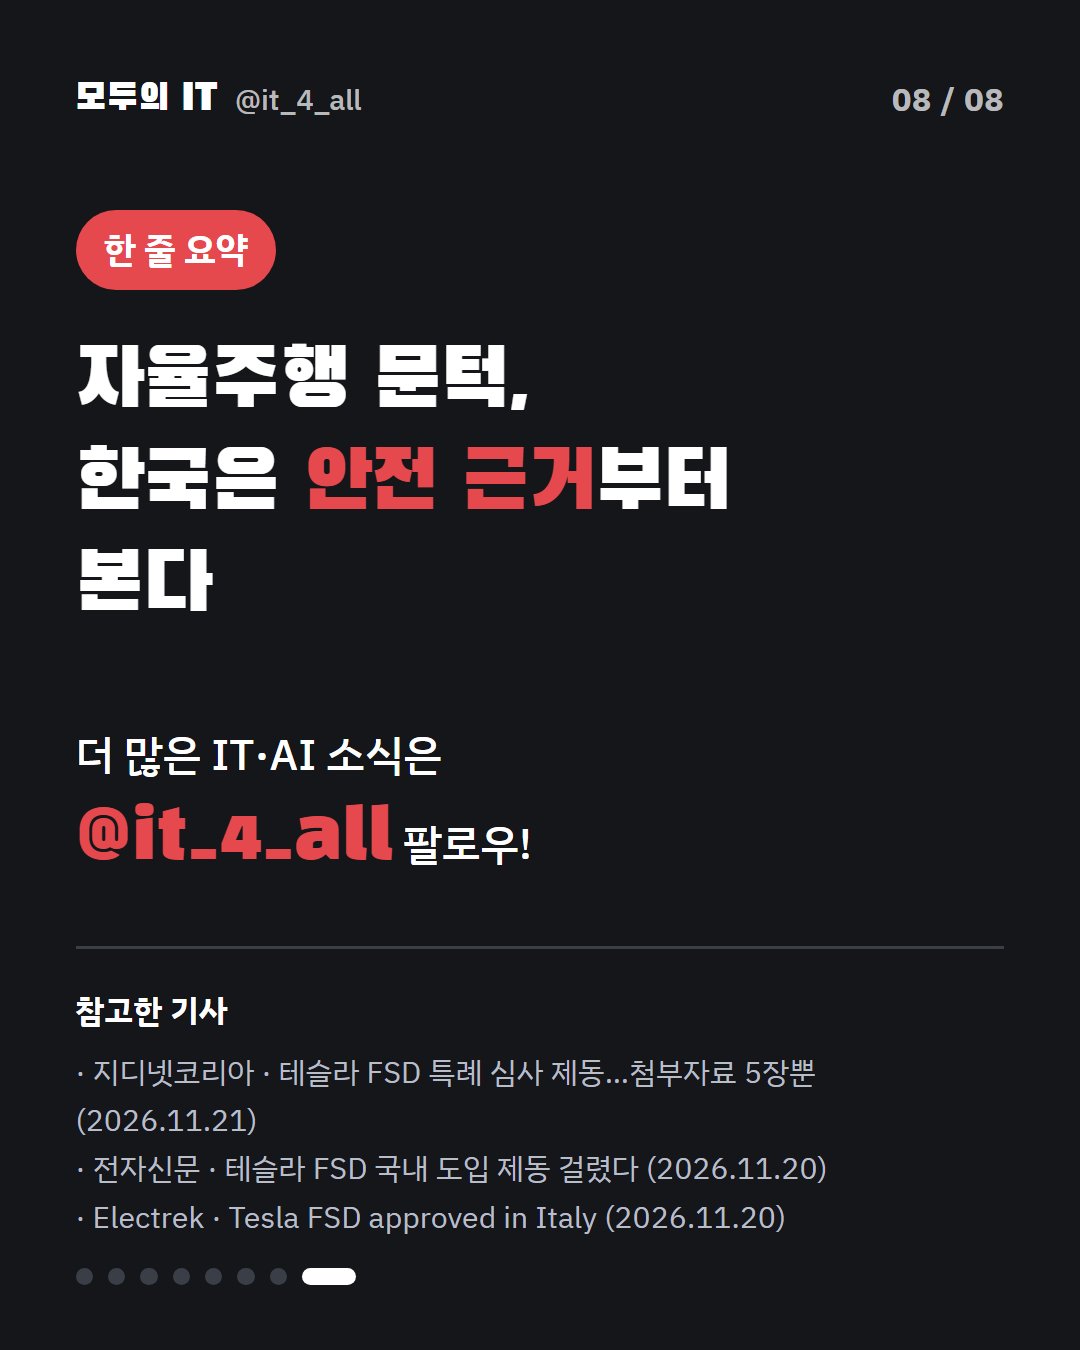 모두의 IT @it_4_all
08 / 08
한 줄 요약
자율주행 문턱,
한국은 안전 근거부터
본다
더 많은 IT·AI 소식은
@it_4_all 팔로우!
참고한 기사
· 지디넷코리아 · 테슬라 FSD 특례 심사 제동…첨부자료 5장뿐
(2026.11.21)
· 전자신문 · 테슬라 FSD 국내 도입 제동 걸렸다 (2026.11.20)
· Electrek · Tesla FSD approved in Italy (2026.11.20)